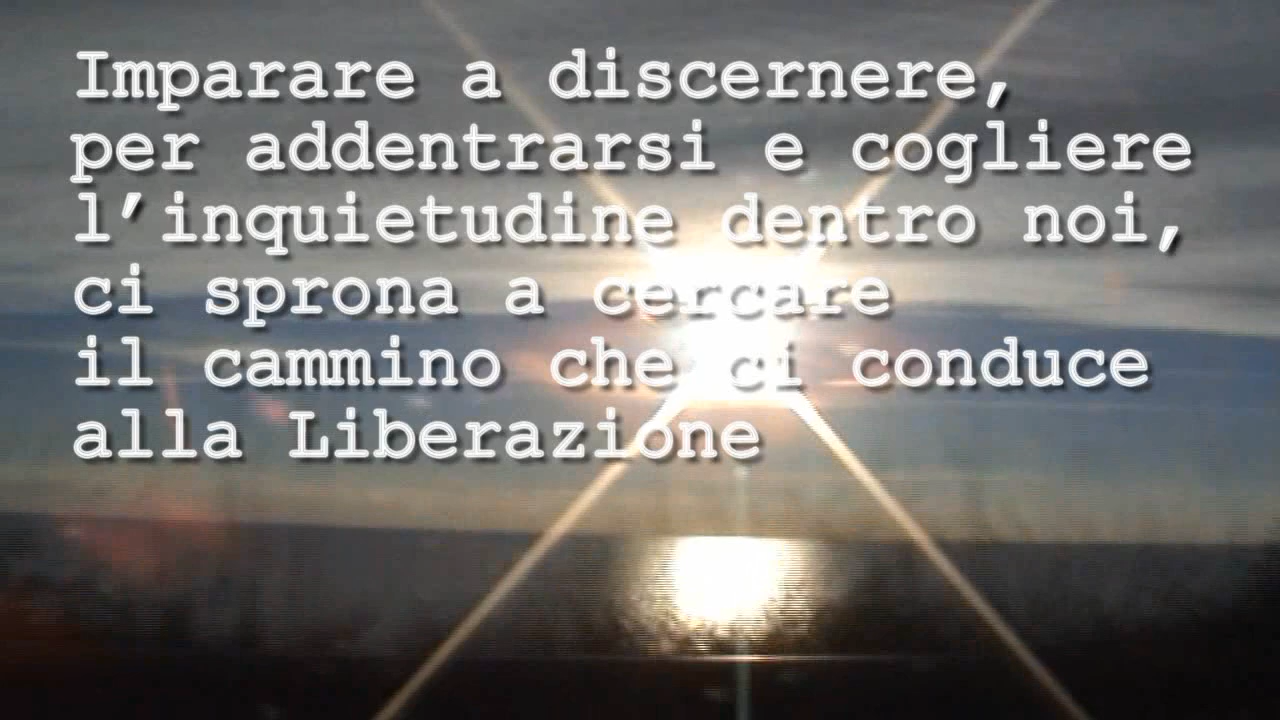 Imparare a discernere,
per addentrarsi e cogliere
l’inquietudine dentro noi,
ci sprona a cercare
il cammino che ci conduce
alla Liberazione